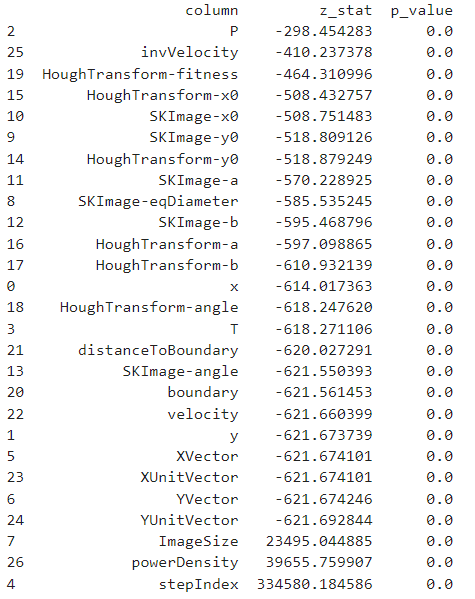 column z_stat p_value
2 P -298.454283 0.0
25 invVelocity -410.237378 0.0
19 HoughTransform-fitness -464.310996 0.0
15 HoughTransform-x0 -508.432757 0.0
10 SKImage-x0 -508.751483 0.0
9 SKImage-y0 -518.809126 0.0
14 HoughTransform-y0 -518.879249 0.0
11 SKImage-a -570.228925 0.0
8 SKImage-eqDiameter -585.535245 0.0
12 SKImage-b -595.468796 0.0
16 HoughTransform-a -597.098865 0.0
17 HoughTransform-b -610.932139 0.0
0 x -614.017363 0.0
18 HoughTransform-angle -618.247620 0.0
3 T -618.271106 0.0
21 distanceToBoundary -620.027291 0.0
13 SKImage-angle -621.550393 0.0
20 boundary -621.561453 0.0
22 velocity -621.660399 0.0
1 y -621.673739 0.0
5 XVector -621.674101 0.0
23 XUnitVector -621.674101 0.0
6 YVector -621.674246 0.0
24 YUnitVector -621.692844 0.0
7 ImageSize 23495.044885 0.0
26 powerDensity 39655.759907 0.0
4 stepIndex 334580.184586 0.0